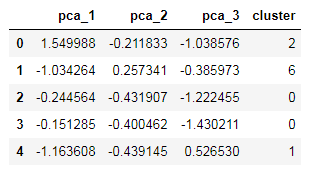 pca_1 pca_2 pca_3 cluster
0 1.549988 -0.211833 -1.038576 2
1 -1.034264 0.257341 -0.385973 6
2 -0.244564 -0.431907 -1.222455 0
3 -0.151285 -0.400462 -1.430211 0
4 -1.163608 -0.439145 0.526530 1